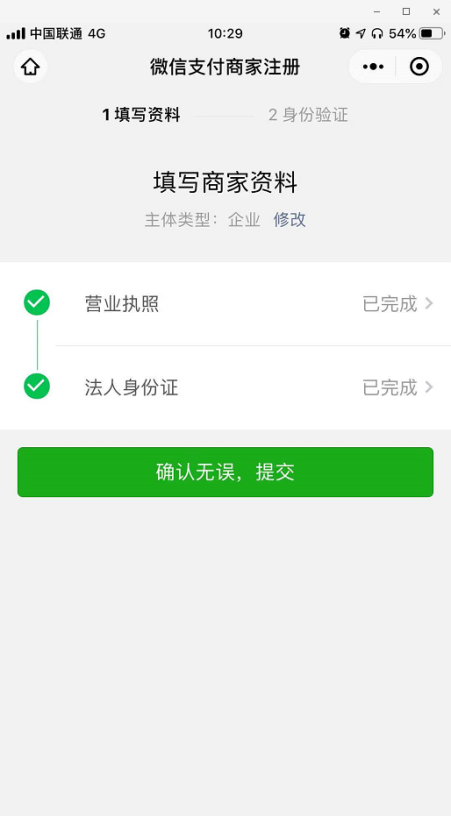 中国联通 4G 10:29 54%
微信支付商家注册
1 填写资料 2 身份验证
填写商家资料
主体类型：企业 修改
营业执照 已完成
法人身份证 已完成
确认无误，提交